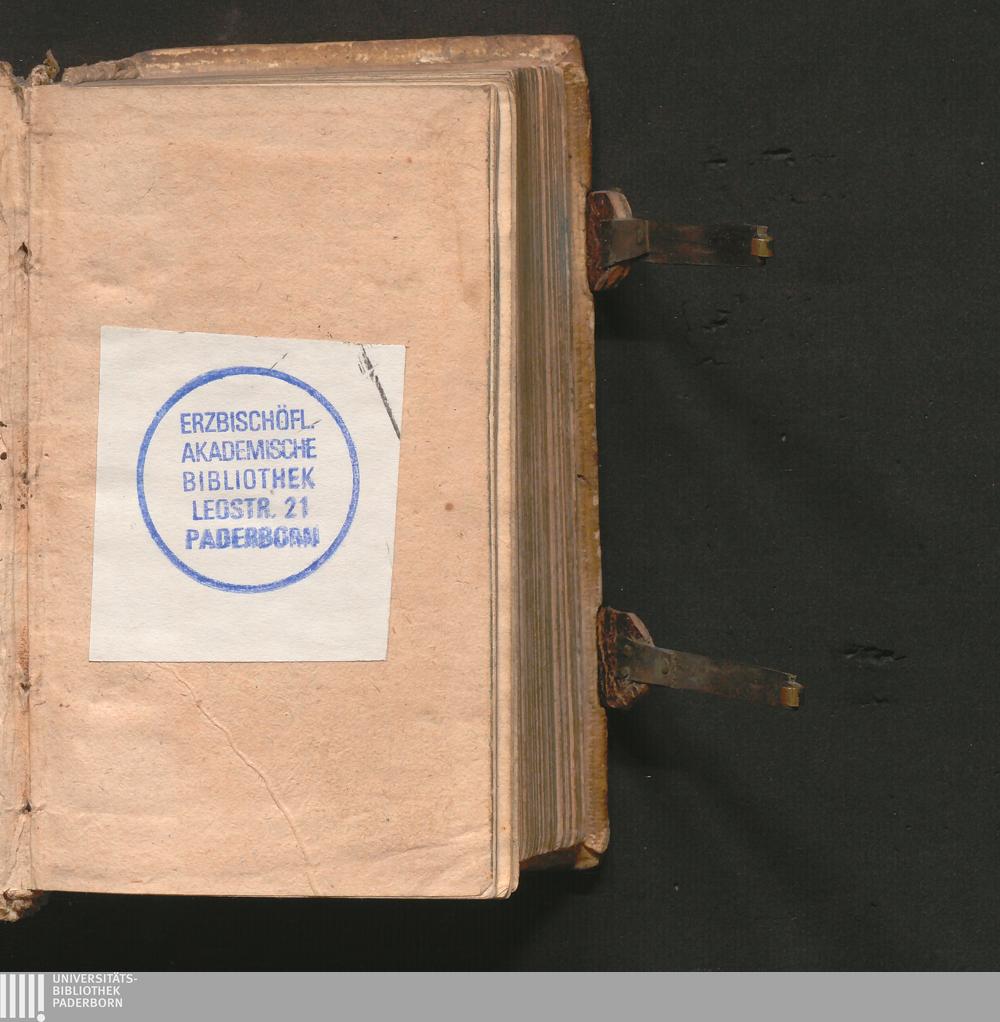 ERZBISCHÖFL.
AKADEMISCHE
BIBLIOTHEK
LEOSTR. 21
PADERBORN
UNIVERSITÄTS-
BIBLIOTHEK
PADERBORN